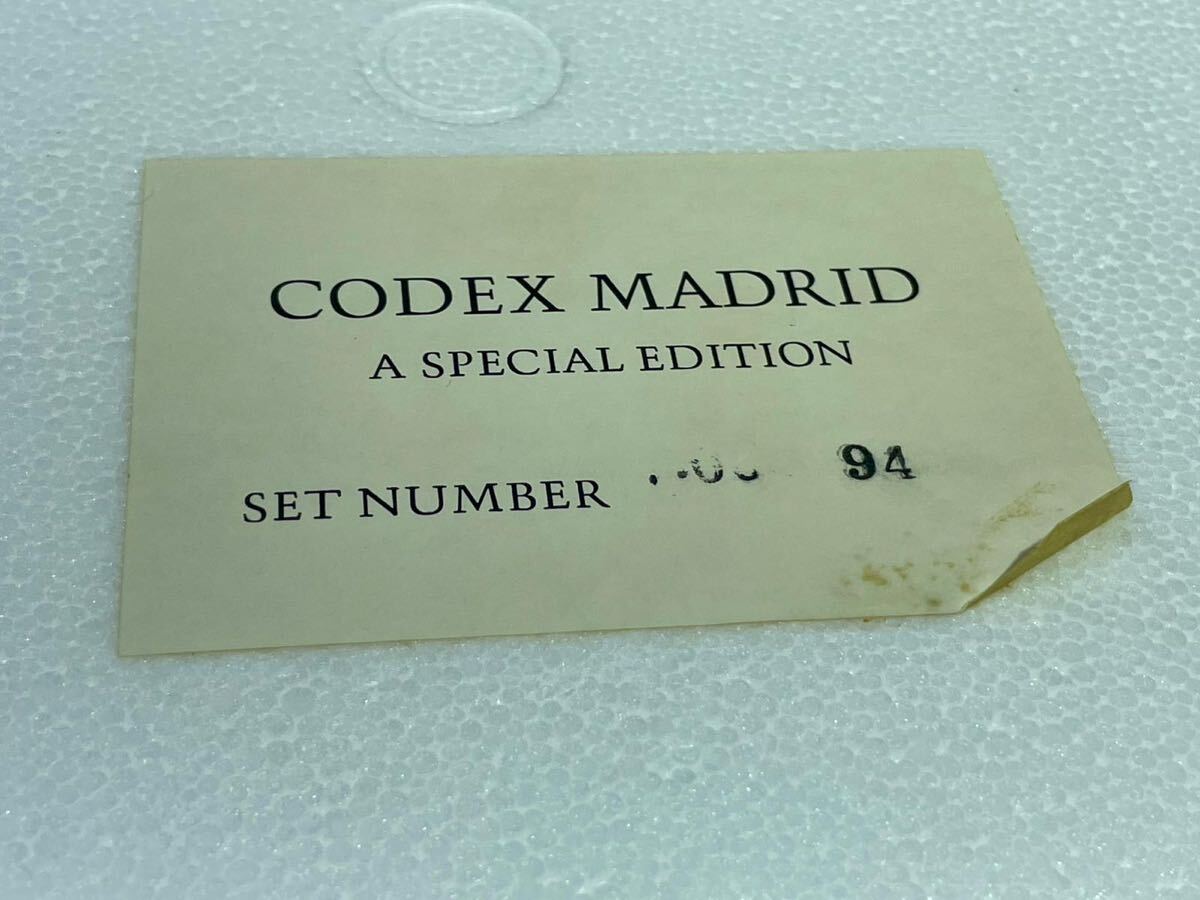 CODEX MADRID
A SPECIAL EDITION
SET NUMBER 94